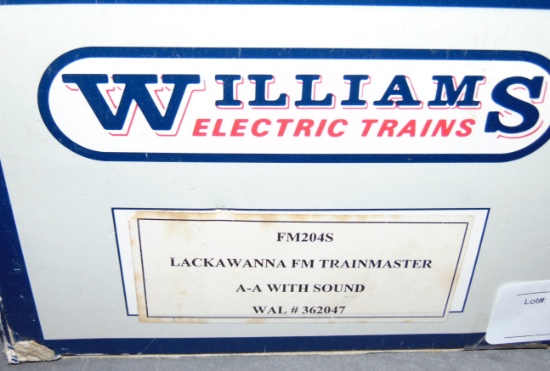 WILLIAMS
ELECTRIC TRAINS
FM204S
LACKAWANNA FM TRAINMASTER
A-A WITH SOUND
WAL # 362047
Lot#: